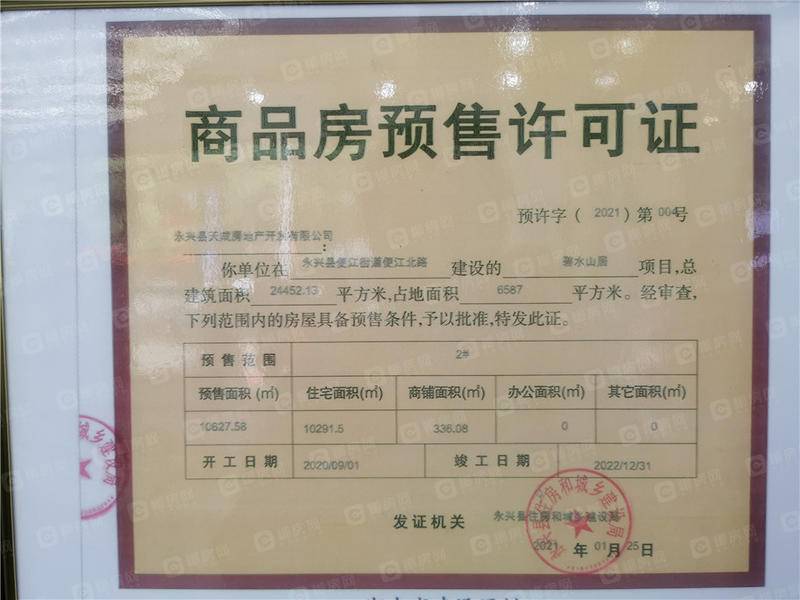 商品房预售许可证
预许字（2021）第004号
永兴县天成房地产开发有限公司：
你单位在 永兴县便江街道便江北路 建设的 碧水山居 项目，总
建筑面积 24452.13 平方米，占地面积 6587 平方米。经审查，
下列范围内的房屋具备预售条件，予以批准，特发此证。
预售范围 2#
预售面积（㎡） 住宅面积(㎡) 商铺面积(㎡) 办公面积(㎡) 其它面积(㎡)
10627.58 10291.5 336.08 0 0
开工日期 2020/09/01 竣工日期 2022/12/31
发证机关 永兴县住房和城乡建设局
2021 年 01 月 25 日